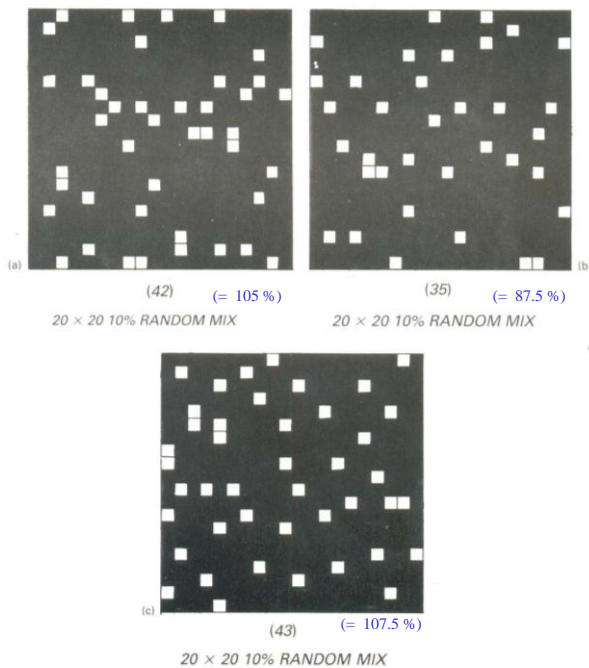 (a)
(b)
(42) (= 105 %)
(35) (= 87.5 %)
20 × 20 10% RANDOM MIX
20 × 20 10% RANDOM MIX
(c)
(43) (= 107.5 %)
20 × 20 10% RANDOM MIX